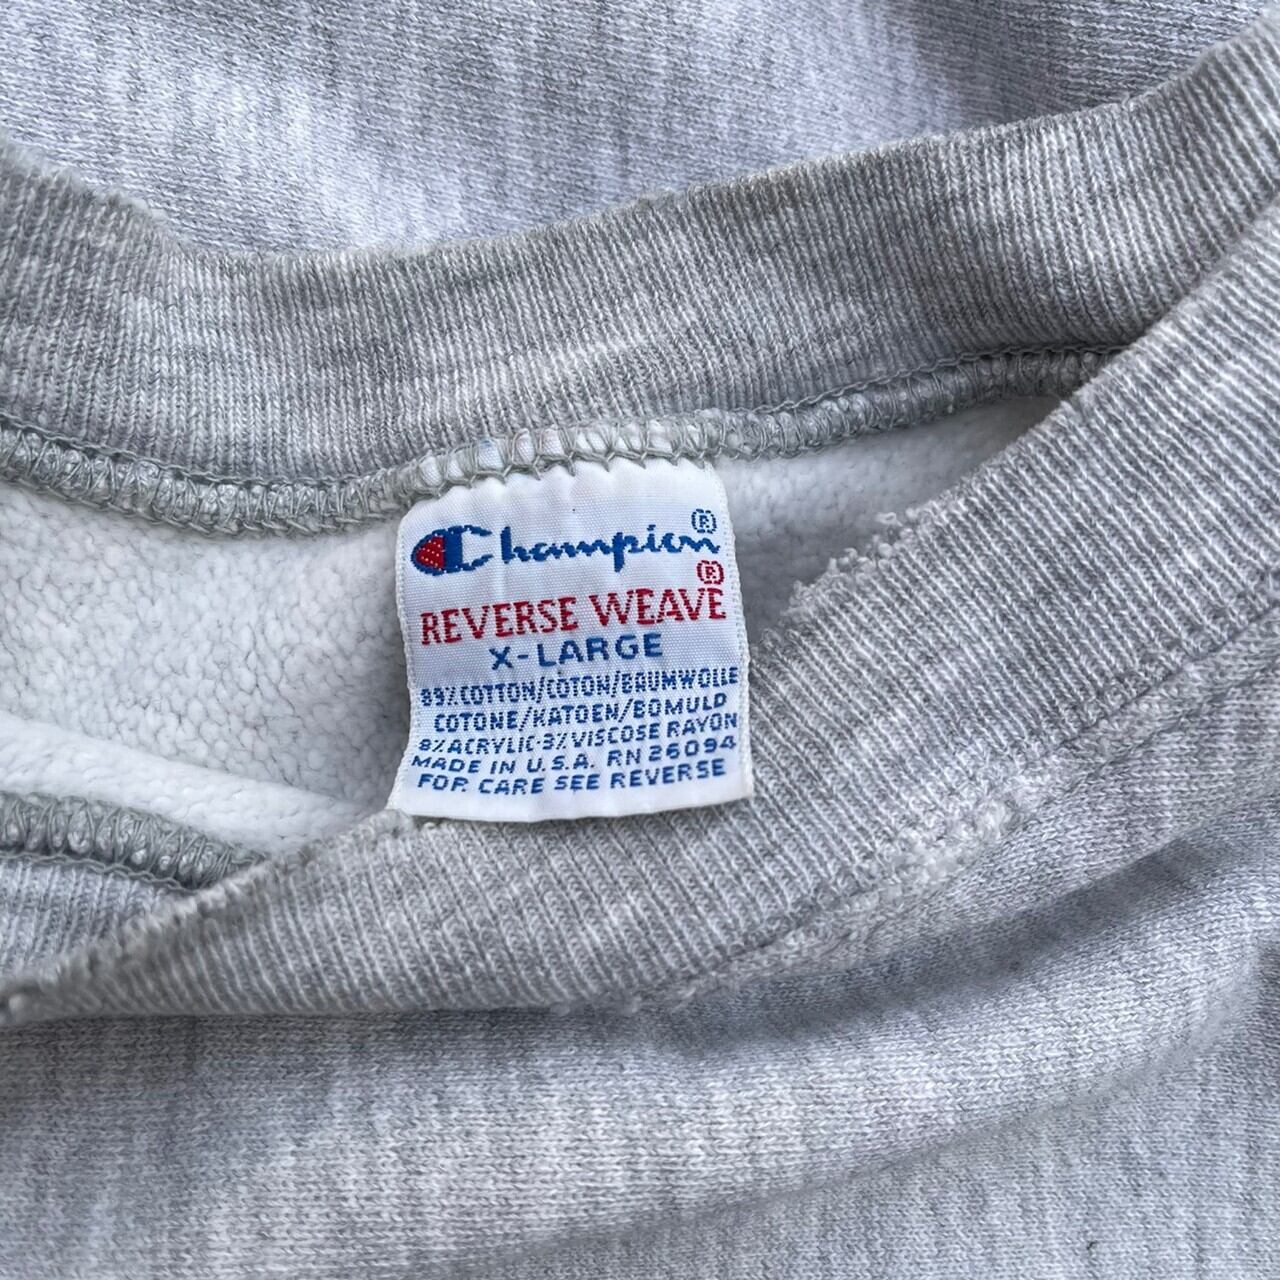 Champion®
REVERSE WEAVE®
X-LARGE
89% COTTON/COTON/BAUMWOLLE
COTONE/KATOEN/BOMULD
8% ACRYLIC-3% VISCOSE RAYON
MADE IN U.S.A. RN 26094
FOR CARE SEE REVERSE